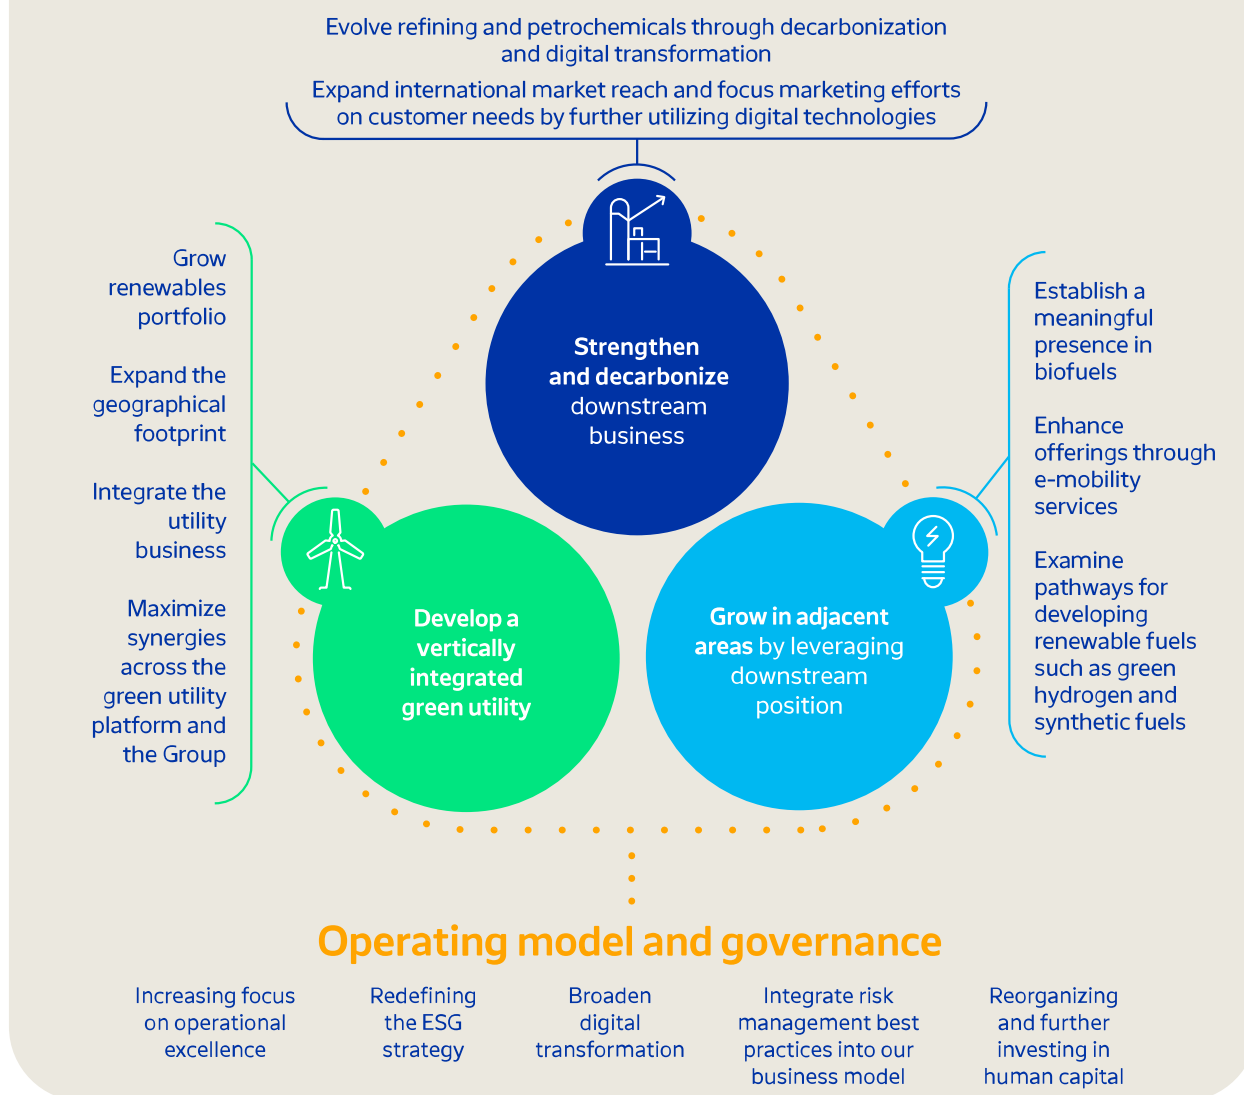 Evolve refining and petrochemicals through decarbonization
and digital transformation
Expand international market reach and focus marketing efforts
on customer needs by further utilizing digital technologies
Grow
renewables
portfolio
Expand the
geographical
footprint
Integrate the
utility
business
Maximize
synergies
across the
green utility
platform and
the Group
Strengthen
and decarbonize
downstream
business
Develop a
vertically
integrated
green utility
Grow in adjacent
areas by leveraging
downstream
position
Establish a
meaningful
presence in
biofuels
Enhance
offerings through
e-mobility
services
Examine
pathways for
developing
renewable fuels
such as green
hydrogen and
synthetic fuels
Operating model and governance
Increasing focus
on operational
excellence
Redefining
the ESG
strategy
Broaden
digital
transformation
Integrate risk
management best
practices into our
business model
Reorganizing
and further
investing in
human capital